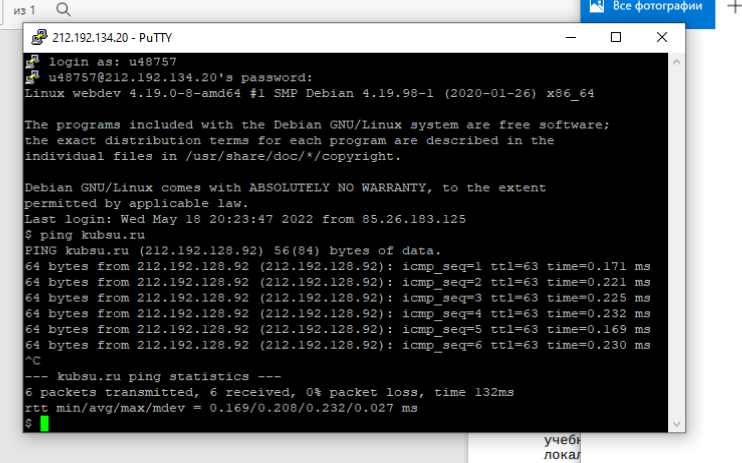 из 1
Все фотографии
212.192.134.20 - PuTTY
login as: u48757
u48757@212.192.134.20's password:
Linux webdev 4.19.0-8-amd64 #1 SMP Debian 4.19.98-1 (2020-01-26) x86_64
The programs included with the Debian GNU/Linux system are free software;
the exact distribution terms for each program are described in the
individual files in /usr/share/doc/*/copyright.
Debian GNU/Linux comes with ABSOLUTELY NO WARRANTY, to the extent
permitted by applicable law.
Last login: Wed May 18 20:23:47 2022 from 85.26.183.125
$ ping kubsu.ru
PING kubsu.ru (212.192.128.92) 56(84) bytes of data.
64 bytes from 212.192.128.92 (212.192.128.92): icmp_seq=1 ttl=63 time=0.171 ms
64 bytes from 212.192.128.92 (212.192.128.92): icmp_seq=2 ttl=63 time=0.221 ms
64 bytes from 212.192.128.92 (212.192.128.92): icmp_seq=3 ttl=63 time=0.225 ms
64 bytes from 212.192.128.92 (212.192.128.92): icmp_seq=4 ttl=63 time=0.232 ms
64 bytes from 212.192.128.92 (212.192.128.92): icmp_seq=5 ttl=63 time=0.169 ms
64 bytes from 212.192.128.92 (212.192.128.92): icmp_seq=6 ttl=63 time=0.230 ms
^C
--- kubsu.ru ping statistics ---
6 packets transmitted, 6 received, 0% packet loss, time 132ms
rtt min/avg/max/mdev = 0.169/0.208/0.232/0.027 ms
$